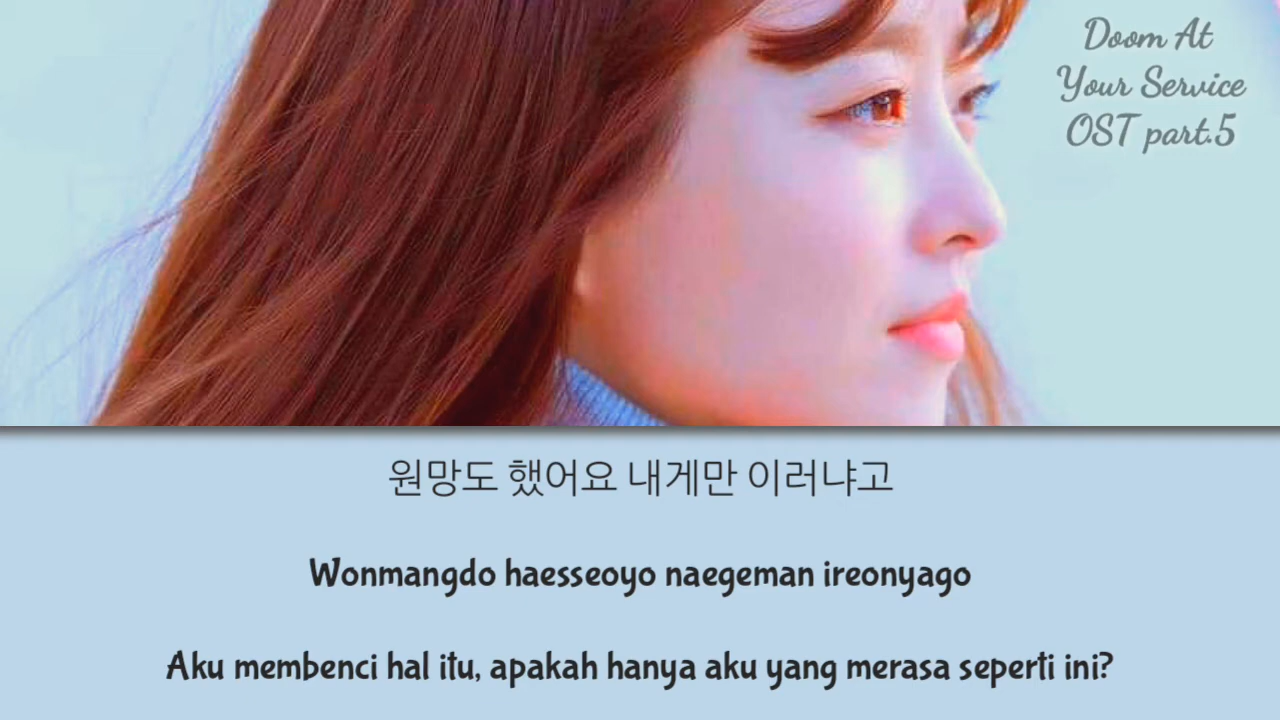 Doom At
Your Service
OST part.5
원망도 했어요 내게만 이러냐고
Wonmangdo haesseoyo naegeman ireonyago
Aku membenci hal itu, apakah hanya aku yang merasa seperti ini?